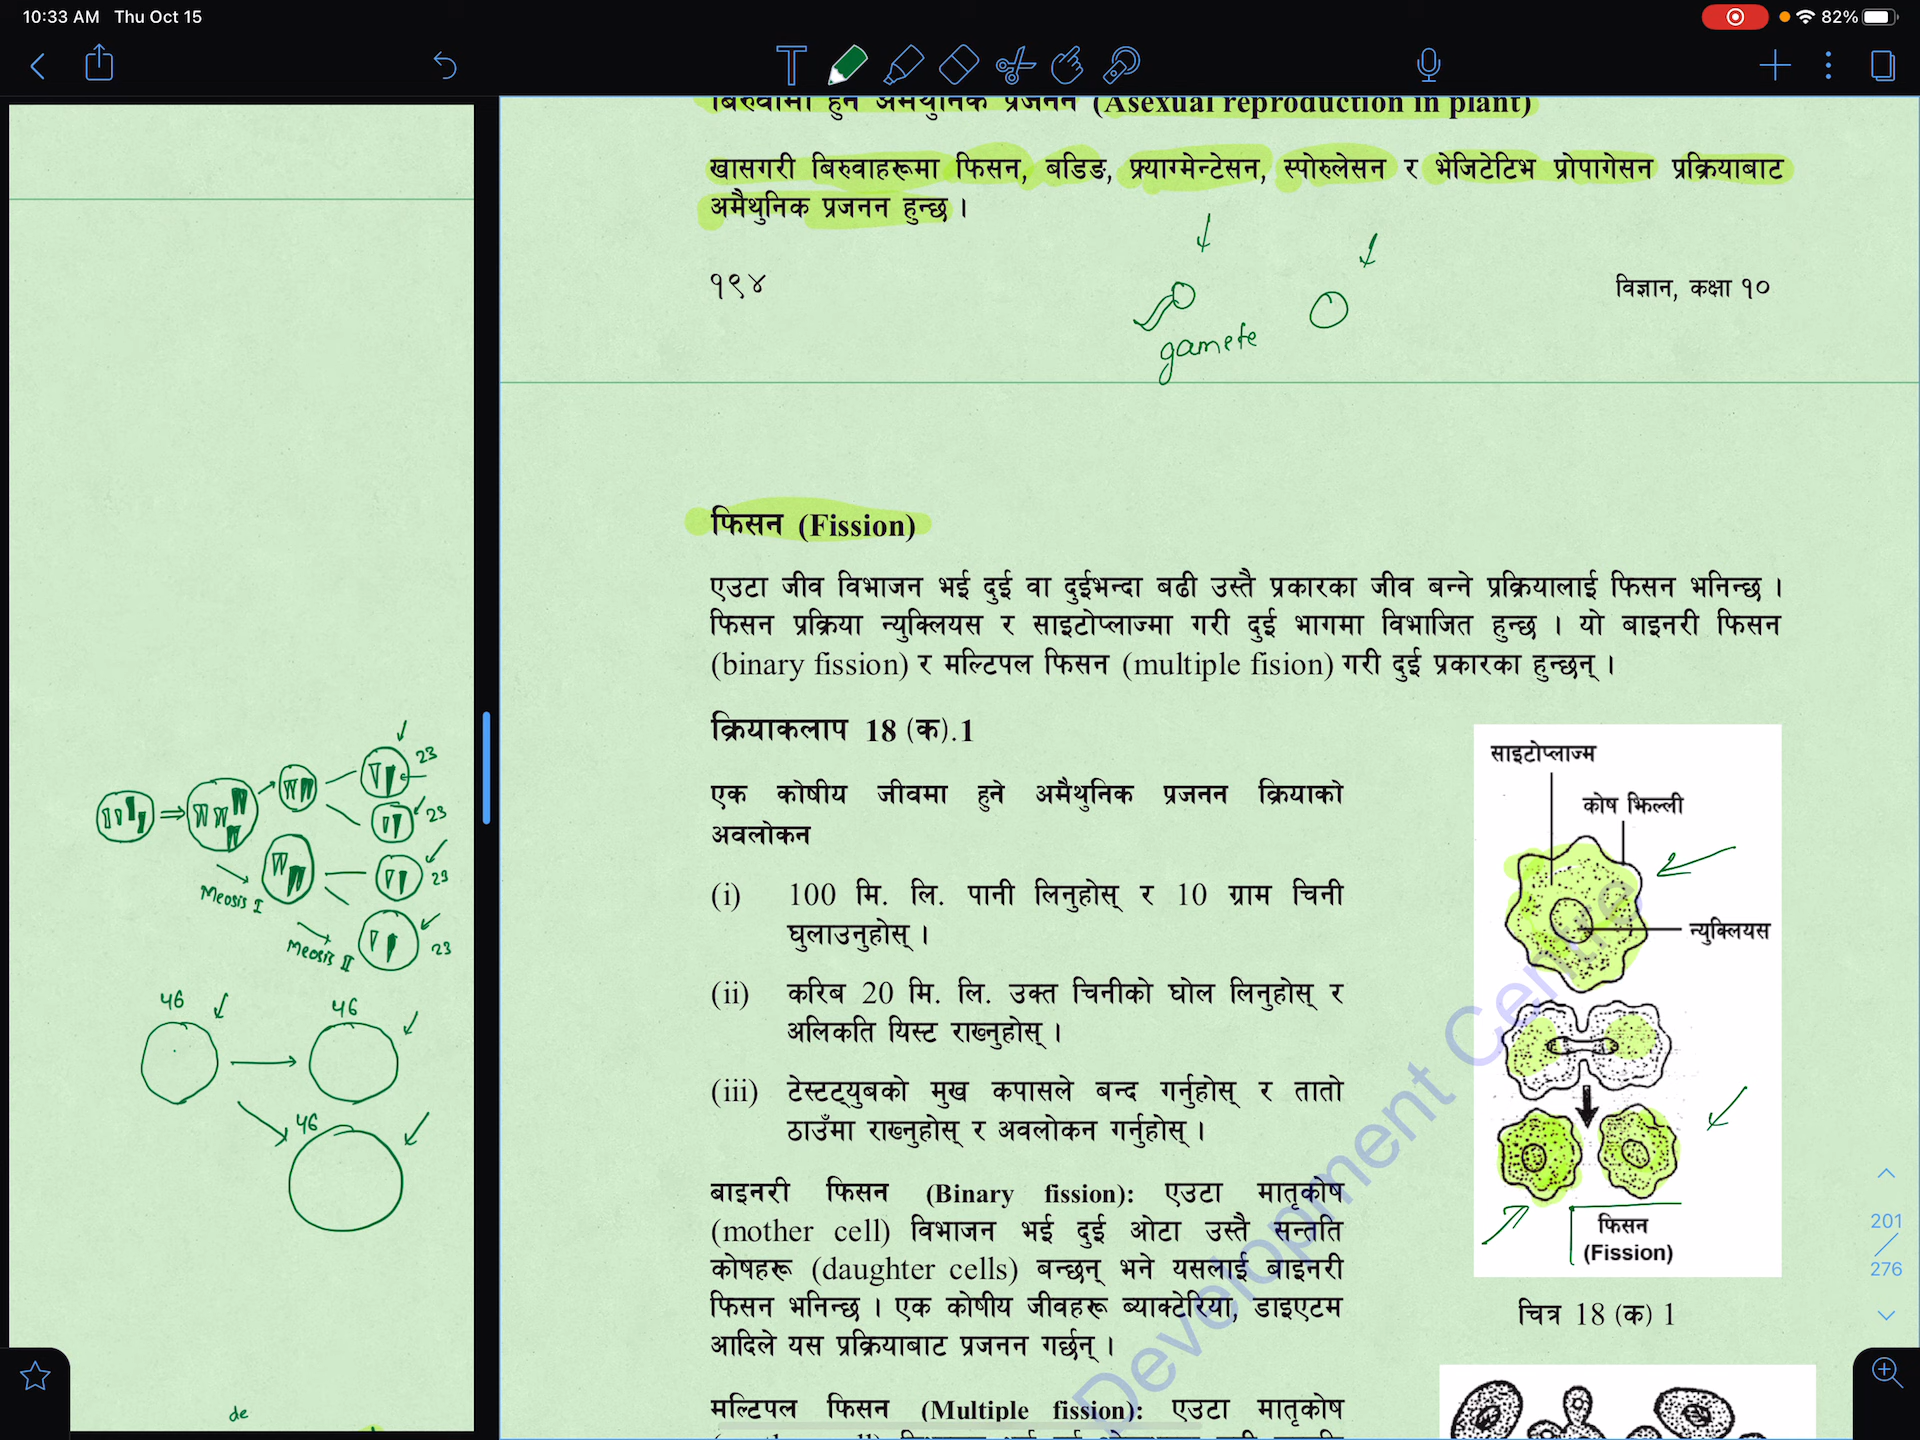 10:33 AM Thu Oct 15
82%
बिरुवामा हुने अमैथुनिक प्रजनन (Asexual reproduction in plant)
खासगरी बिरुवाहरूमा फिसन, बडिङ, फ्र्याग्मेन्टेसन, स्पोरुलेसन र भेजिटेटिभ प्रोपागेसन प्रक्रियाबाट
अमैथुनिक प्रजनन हुन्छ ।
१९४
विज्ञान, कक्षा १०
gamete
फिसन (Fission)
एउटा जीव विभाजन भई दुई वा दुईभन्दा बढी उस्तै प्रकारका जीव बन्ने प्रक्रियालाई फिसन भनिन्छ ।
फिसन प्रक्रिया न्युक्लियस र साइटोप्लाज्मा गरी दुई भागमा विभाजित हुन्छ । यो बाइनरी फिसन
(binary fission) र मल्टिपल फिसन (multiple fision) गरी दुई प्रकारका हुन्छन् ।
क्रियाकलाप 18 (क).1
एक कोषीय जीवमा हुने अमैथुनिक प्रजनन क्रियाको
अवलोकन
(i) 100 मि. लि. पानी लिनुहोस् र 10 ग्राम चिनी
घुलाउनुहोस् ।
(ii) करिब 20 मि. लि. उक्त चिनीको घोल लिनुहोस् र
अलिकति यिस्ट राख्नुहोस् ।
(iii) टेस्टट्युबको मुख कपासले बन्द गर्नुहोस् र तातो
ठाउँमा राख्नुहोस् र अवलोकन गर्नुहोस् ।
बाइनरी फिसन (Binary fission): एउटा मातृकोष
(mother cell) विभाजन भई दुई ओटा उस्तै सन्तति
कोषहरू (daughter cells) बन्छन् भने यसलाई बाइनरी
फिसन भनिन्छ । एक कोषीय जीवहरू ब्याक्टेरिया, डाइएटम
आदिले यस प्रक्रियाबाट प्रजनन गर्छन् ।
मल्टिपल फिसन (Multiple fission): एउटा मातृकोष
साइटोप्लाज्म
कोष झिल्ली
न्युक्लियस
फिसन
(Fission)
चित्र 18 (क) 1
Development Centre
201
276
23
23
23
23
Meosis I
Meosis II
46
46
46
de